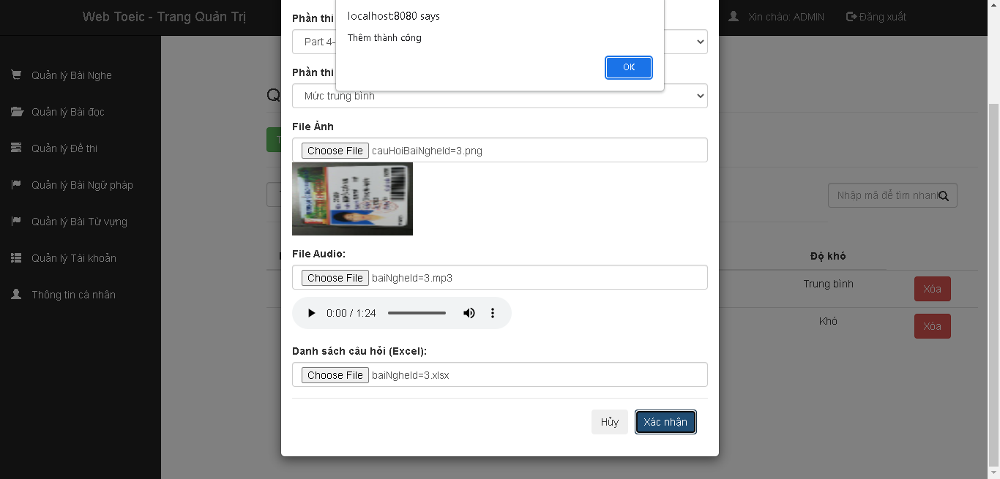 Web Toeic - Trang Quản Trị
Xin chào: ADMIN
Đăng xuất
localhost:8080 says
Thêm thành công
OK
Quản lý Bài Nghe
Quản lý Bài đọc
Quản lý Đề thi
Quản lý Bài Ngữ pháp
Quản lý Bài Từ vựng
Quản lý Tài khoản
Thông tin cá nhân
Phần thi
Part 4-
Phần thi
Mức trung bình
File Ảnh
Choose File cauHoiBaiNgheId=3.png
File Audio:
Choose File baiNgheId=3.mp3
0:00 / 1:24
Danh sách câu hỏi (Excel):
Choose File baiNgheId=3.xlsx
Hủy
Xác nhận
Nhập mã để tìm nhanh
Độ khó
Trung bình
Xóa
Khó
Xóa